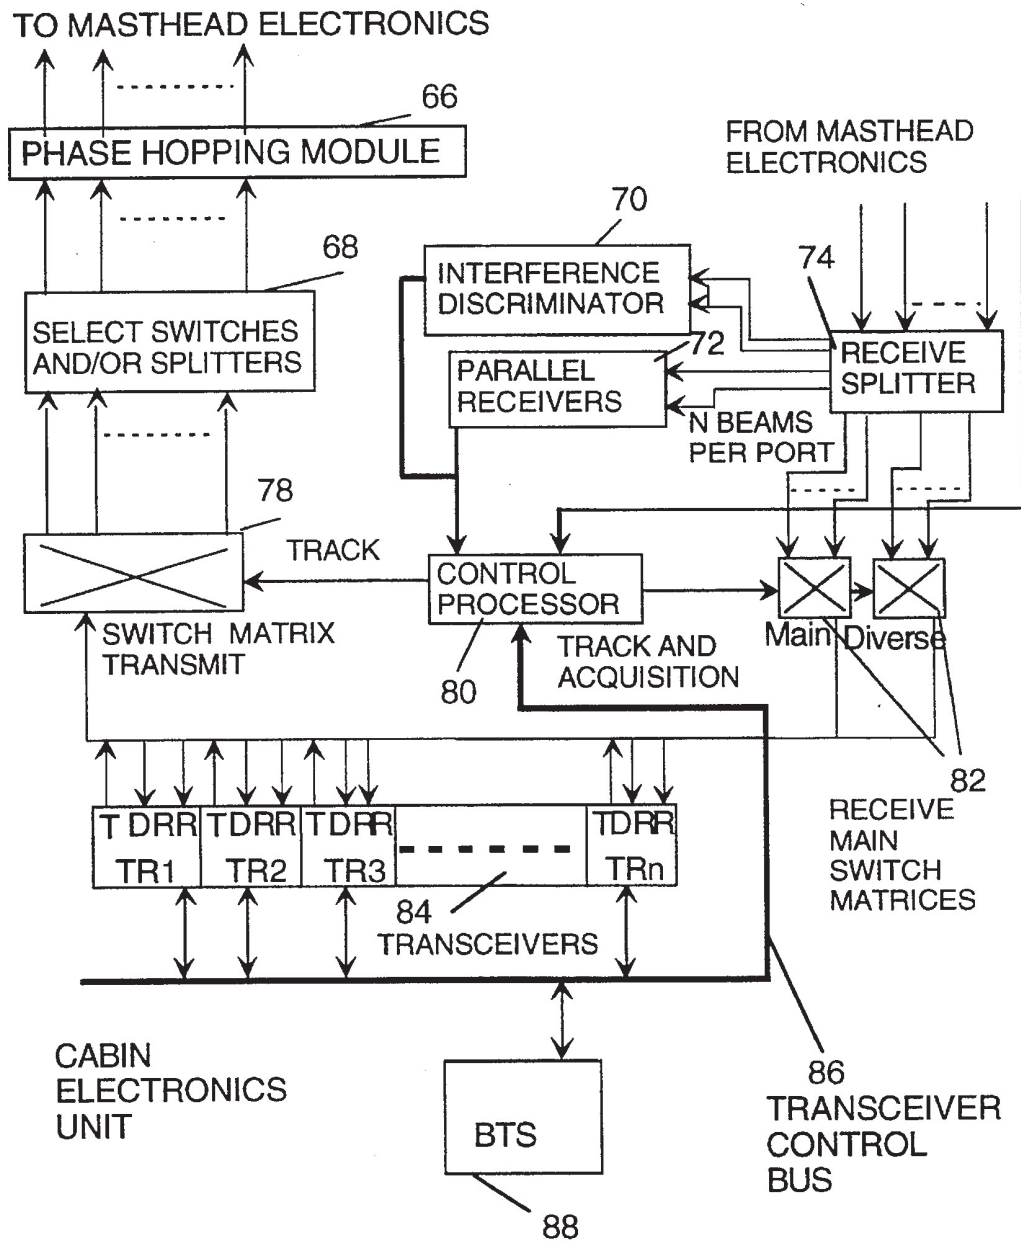 TO MASTHEAD ELECTRONICS
66
PHASE HOPPING MODULE
FROM MASTHEAD
ELECTRONICS
70
68
74
INTERFERENCE
DISCRIMINATOR
SELECT SWITCHES
AND/OR SPLITTERS
72
RECEIVE
SPLITTER
PARALLEL
RECEIVERS
N BEAMS
PER PORT
78
TRACK
CONTROL
PROCESSOR
SWITCH MATRIX
TRANSMIT
80
TRACK AND
ACQUISITION
Main
Diverse
82
RECEIVE
MAIN
SWITCH
MATRICES
T DRR TDRR TDRR TDRR
TR1 TR2 TR3 TRn
84
TRANSCEIVERS
CABIN
ELECTRONICS
UNIT
86
TRANSCEIVER
CONTROL
BUS
BTS
88